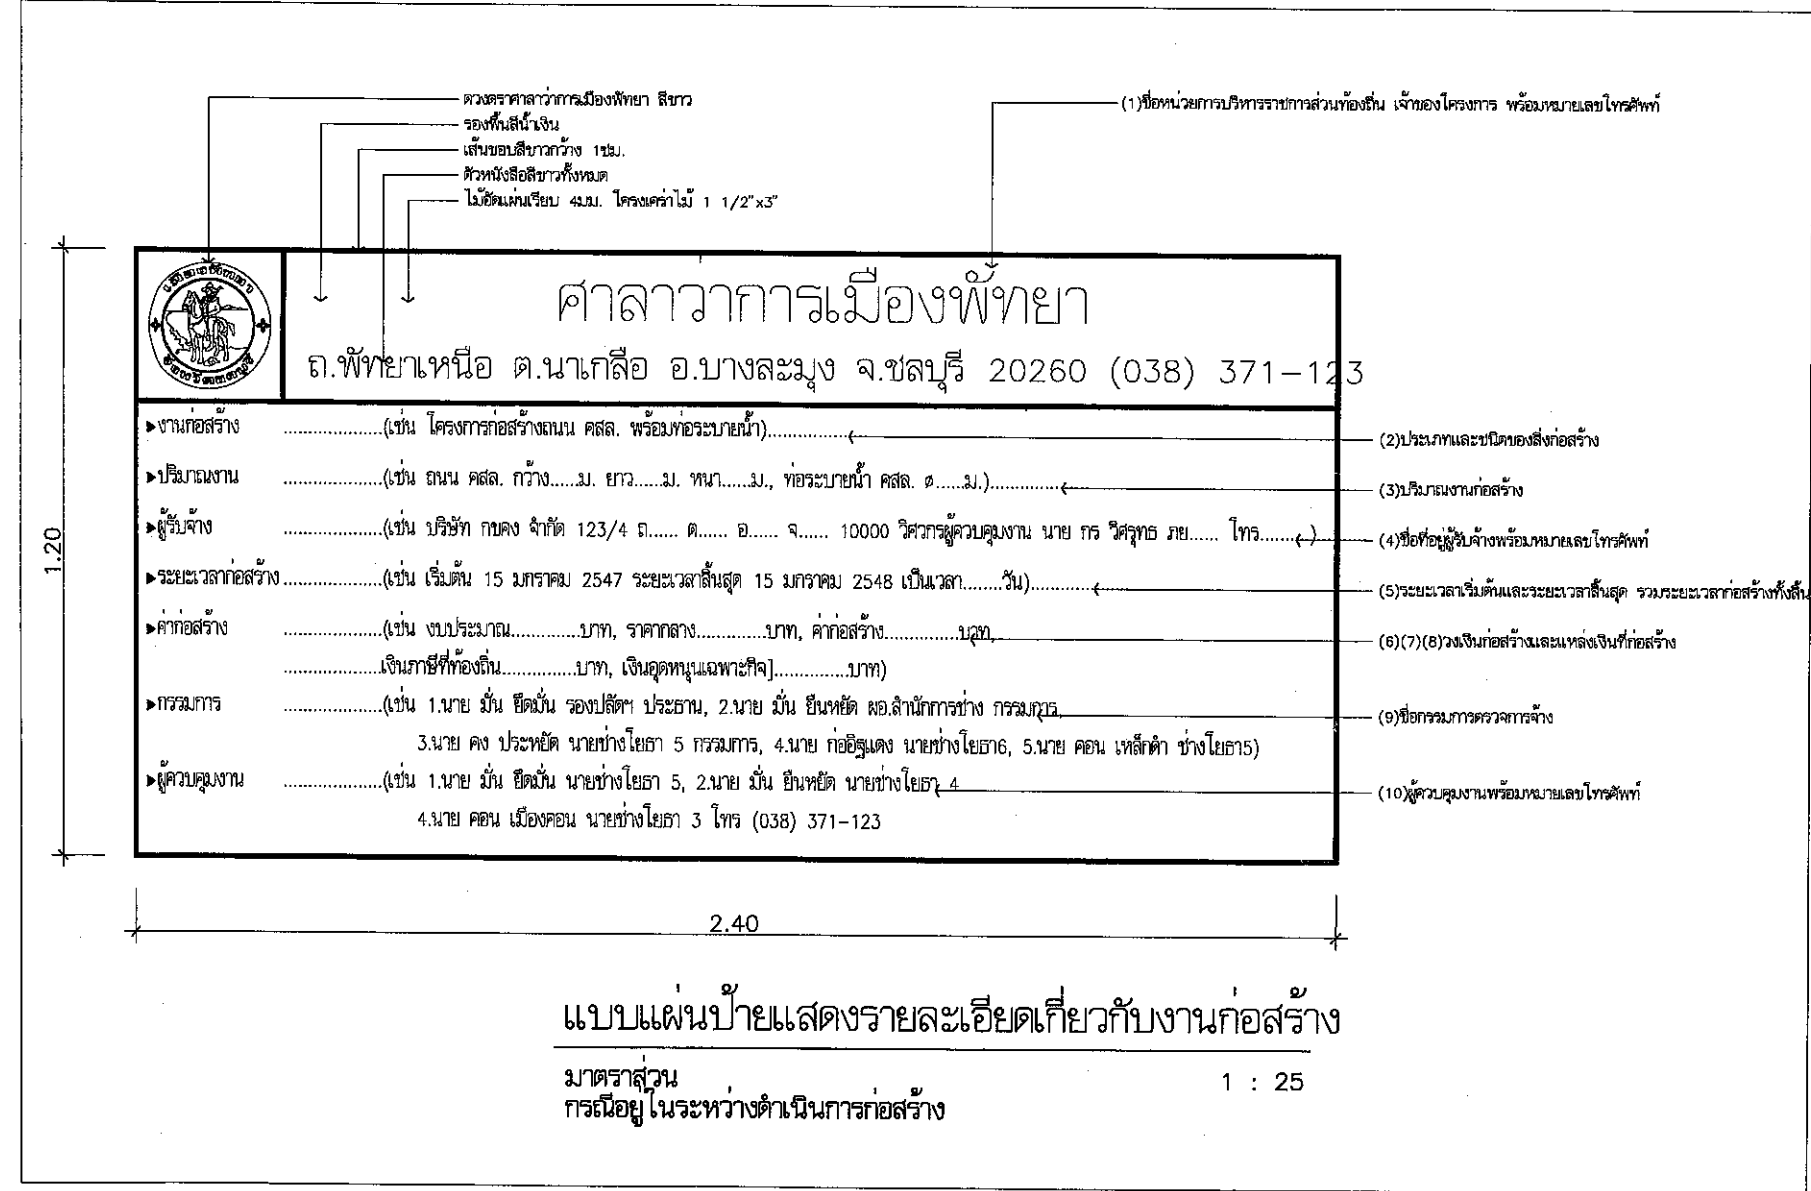 ดวงตราศาลาว่าการเมืองพัทยา สีขาว
รองพื้นสีน้ำเงิน
เส้นขอบสีขาวกว้าง 1ซม.
ตัวหนังสือสีขาวทั้งหมด
ไม้อัดแผ่นเรียบ 4มม. โครงเคร่าไม้ 1 1/2"x3"
(1)ชื่อหน่วยการบริหารราชการส่วนท้องถิ่น เจ้าของโครงการ พร้อมหมายเลขโทรศัพท์
ศาลาวาการเมืองพัทยา
ถ.พัทยาเหนือ ต.นาเกลือ อ.บางละมุง จ.ชลบุรี 20260 (038) 371-123
▶งานก่อสร้าง ..................(เช่น โครงการก่อสร้างถนน คสล. พร้อมท่อระบายน้ำ)...............
(2)ประเภทและชนิดของสิ่งก่อสร้าง
▶ปริมาณงาน ..................(เช่น ถนน คสล. กว้าง......ม. ยาว......ม. หนา......ม., ท่อระบายน้ำ คสล. ø......ม.).............
(3)ปริมาณงานก่อสร้าง
▶ผู้รับจ้าง ..................(เช่น บริษัท กขคง จำกัด 123/4 ถ...... ต...... อ...... จ...... 10000 วิศวกรผู้ควบคุมงาน นาย กร วิศรุทธ ภย...... โทร.......)
(4)ชื่อที่อยู่ผู้รับจ้างพร้อมหมายเลขโทรศัพท์
▶ระยะเวลาก่อสร้าง..................(เช่น เริ่มต้น 15 มกราคม 2547 ระยะเวลาสิ้นสุด 15 มกราคม 2548 เป็นเวลา........วัน)............
(5)ระยะเวลาเริ่มต้นและระยะเวลาสิ้นสุด รวมระยะเวลาก่อสร้างทั้งสิ้น
▶ค่าก่อสร้าง ..................(เช่น งบประมาณ.............บาท, ราคากลาง.............บาท, ค่าก่อสร้าง..............บาท,
(6)(7)(8)วงเงินก่อสร้างและแหล่งเงินที่ก่อสร้าง
..................เงินภาษีที่ท้องถิ่น..............บาท, เงินอุดหนุนเฉพาะกิจ]..............บาท)
▶กรรมการ ..................(เช่น 1.นาย มั่น ยึดมั่น รองปลัดฯ ประธาน, 2.นาย มั่น ยืนหยัด ผอ.สำนักการช่าง กรรมการ,
(9)ชื่อกรรมการตรวจการจ้าง
3.นาย คง ประหยัด นายช่างโยธา 5 กรรมการ, 4.นาย ก่ออิฐแดง นายช่างโยธา6, 5.นาย คอน เหล็กดำ ช่างโยธา5)
▶ผู้ควบคุมงาน ..................(เช่น 1.นาย มั่น ยึดมั่น นายช่างโยธา 5, 2.นาย มั่น ยืนหยัด นายช่างโยธา 4
(10)ผู้ควบคุมงานพร้อมหมายเลขโทรศัพท์
4.นาย คอน เมืองคอน นายช่างโยธา 3 โทร (038) 371-123
1.20
2.40
แบบแผ่นป้ายแสดงรายละเอียดเกี่ยวกับงานก่อสร้าง
มาตราส่วน 1 : 25
กรณีอยู่ในระหว่างดำเนินการก่อสร้าง